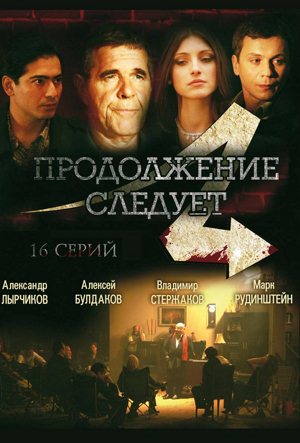 ПРОДОЛЖЕНИЕ
СЛЕДУЕТ
16 СЕРИЙ
Александр Алексей Владимир Марк
ЛЫРЧИКОВ БУЛДАКОВ СТЕРЖАКОВ РУДИНШТЕЙН